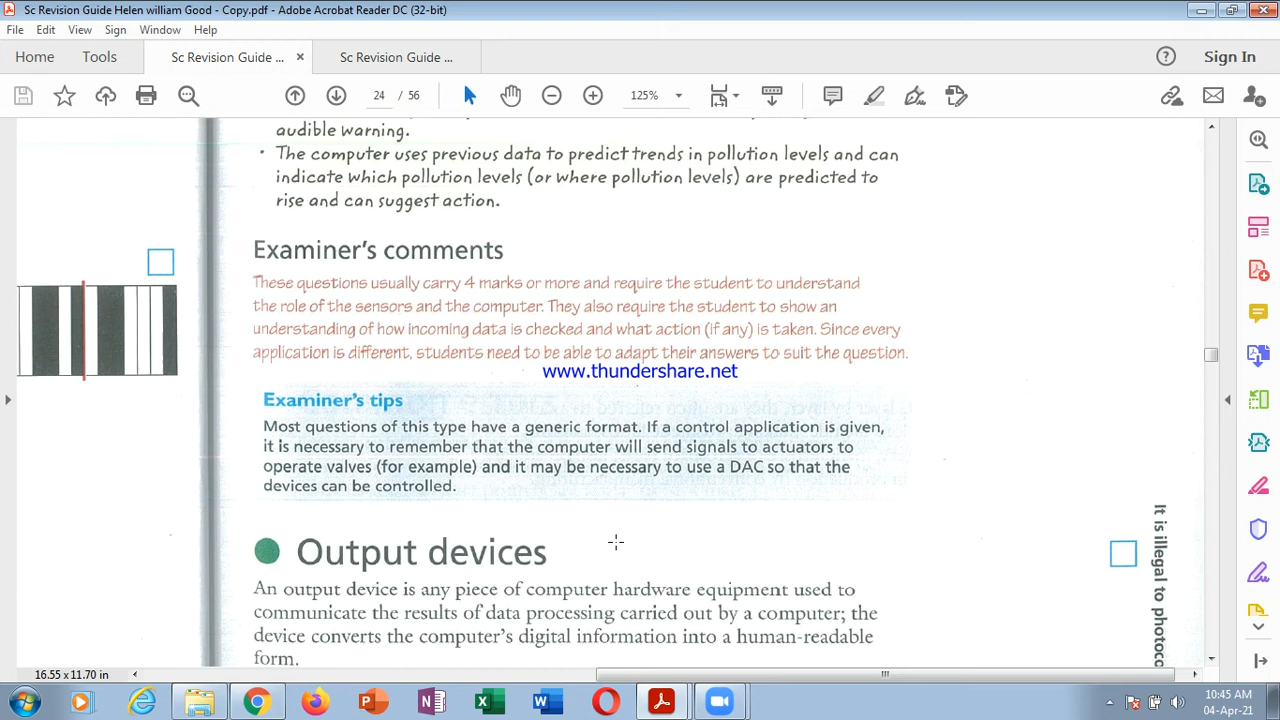 Sc Revision Guide Helen william Good - Copy.pdf - Adobe Acrobat Reader DC (32-bit)
File Edit View Sign Window Help
Home Tools Sc Revision Guide ... × Sc Revision Guide ... Sign In
24 / 56 125%
audible warning.
· The computer uses previous data to predict trends in pollution levels and can
indicate which pollution levels (or where pollution levels) are predicted to
rise and can suggest action.
Examiner's comments
These questions usually carry 4 marks or more and require the student to understand
the role of the sensors and the computer. They also require the student to show an
understanding of how incoming data is checked and what action (if any) is taken. Since every
application is different, students need to be able to adapt their answers to suit the question.
www.thundershare.net
Examiner's tips
Most questions of this type have a generic format. If a control application is given,
it is necessary to remember that the computer will send signals to actuators to
operate valves (for example) and it may be necessary to use a DAC so that the
devices can be controlled.
Output devices
An output device is any piece of computer hardware equipment used to
communicate the results of data processing carried out by a computer; the
device converts the computer's digital information into a human-readable
form.
It is illegal to photoco
16.55 x 11.70 in
10:45 AM
04-Apr-21